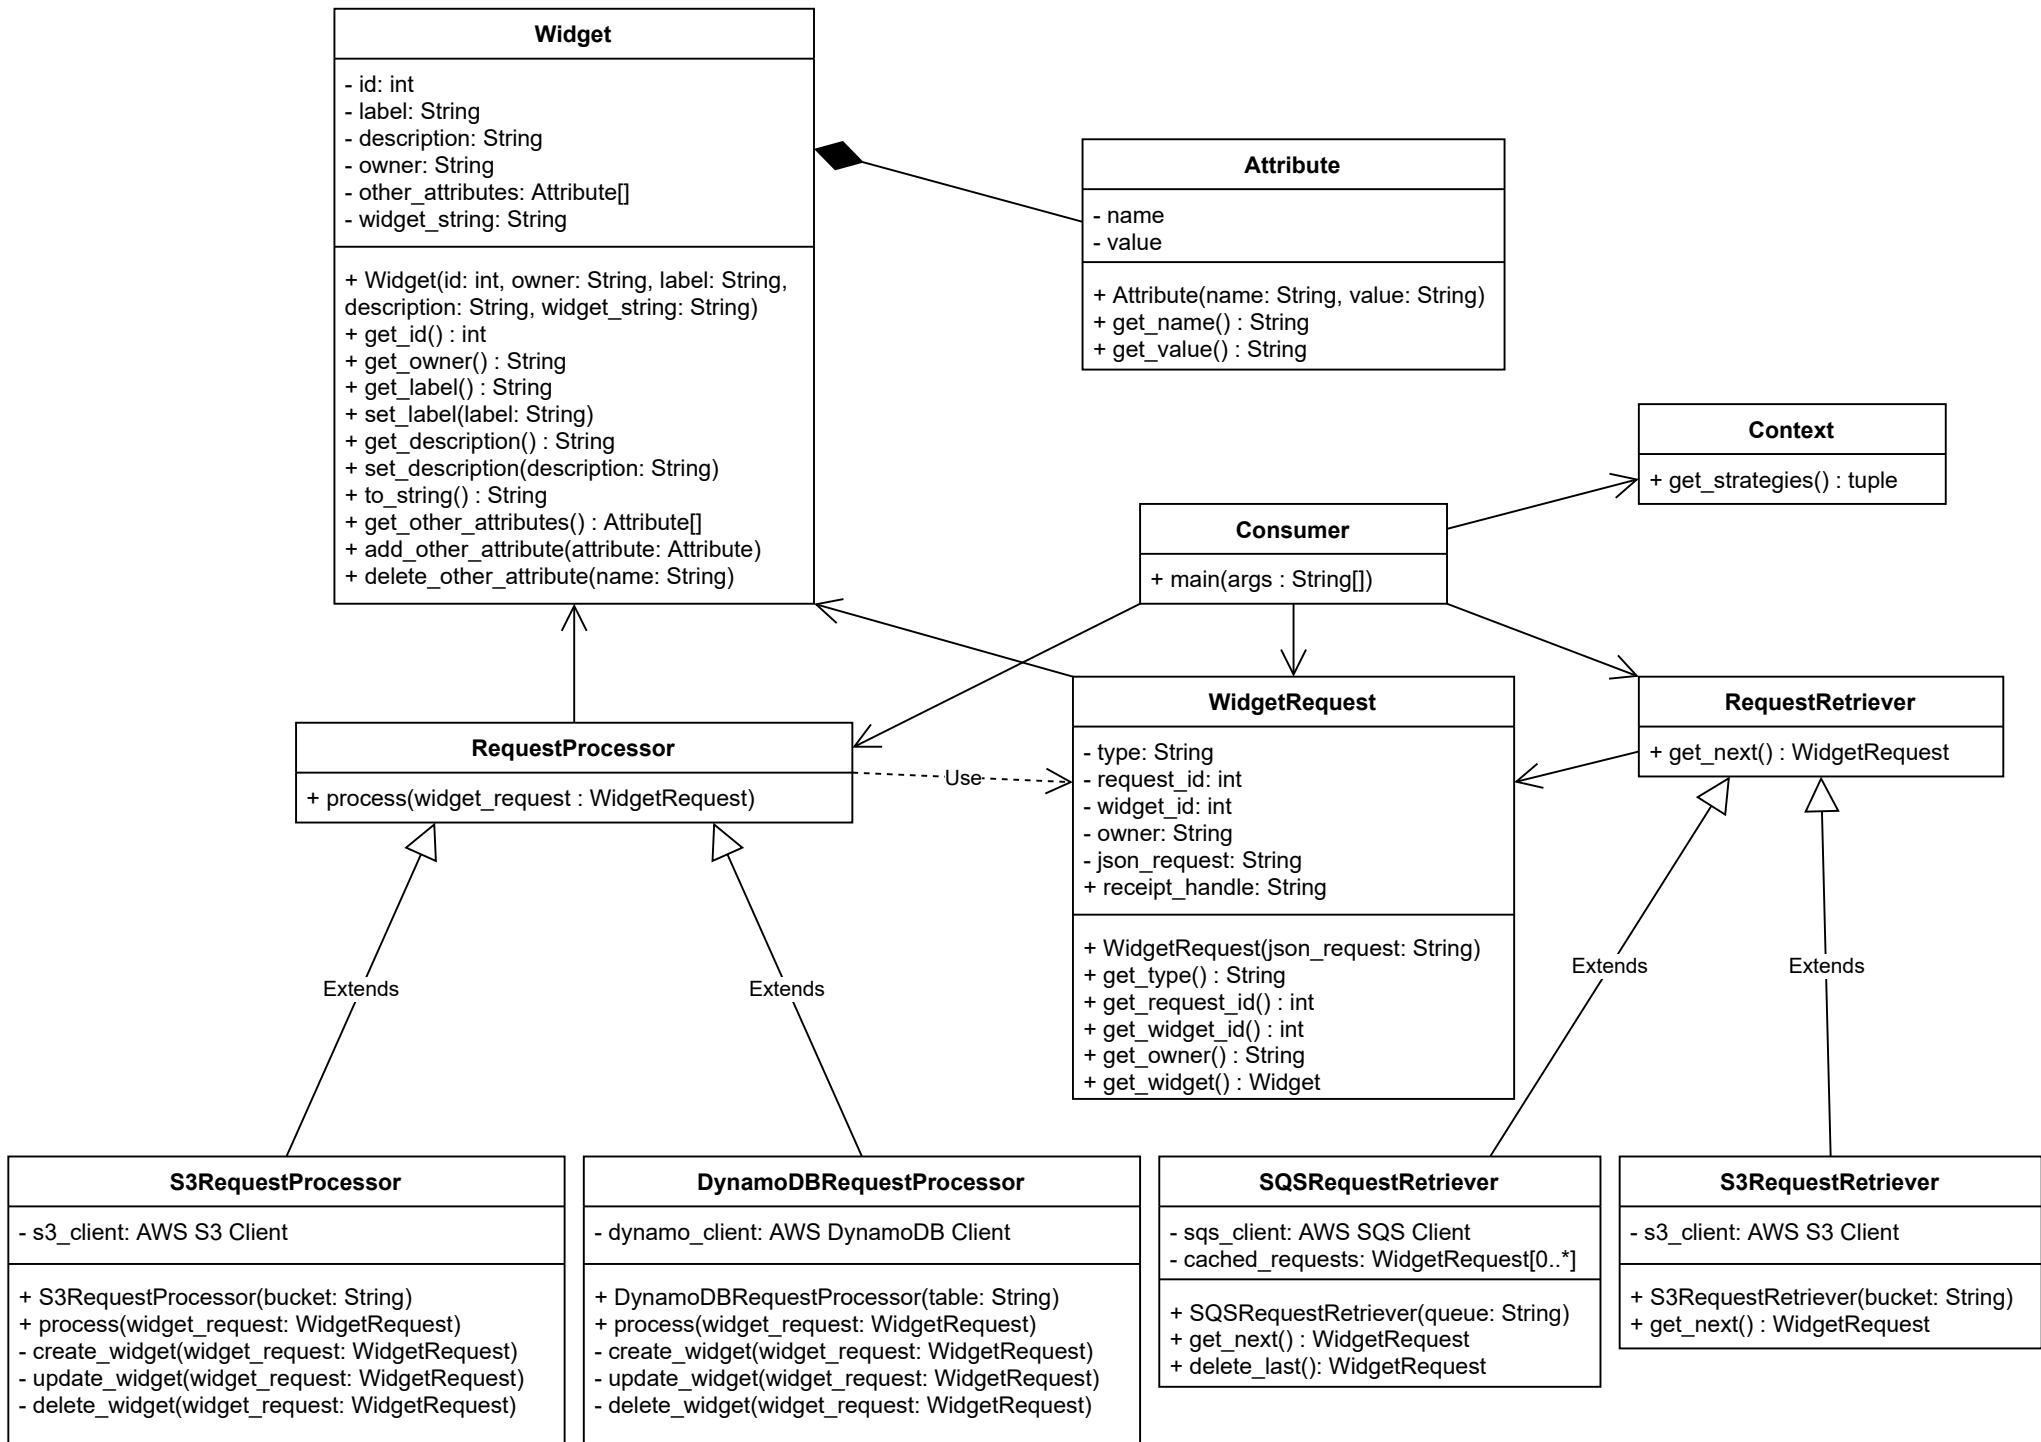 Widget
- id: int
- label: String
- description: String
- owner: String
- other_attributes: Attribute[]
- widget_string: String
+ Widget(id: int, owner: String, label: String,
description: String, widget_string: String)
+ get_id() : int
+ get_owner() : String
+ get_label() : String
+ set_label(label: String)
+ get_description() : String
+ set_description(description: String)
+ to_string() : String
+ get_other_attributes() : Attribute[]
+ add_other_attribute(attribute: Attribute)
+ delete_other_attribute(name: String)
Attribute
- name
- value
+ Attribute(name: String, value: String)
+ get_name() : String
+ get_value() : String
Context
+ get_strategies() : tuple
Consumer
+ main(args : String[])
RequestProcessor
+ process(widget_request : WidgetRequest)
Use
WidgetRequest
- type: String
- request_id: int
- widget_id: int
- owner: String
- json_request: String
+ receipt_handle: String
+ WidgetRequest(json_request: String)
+ get_type() : String
+ get_request_id() : int
+ get_widget_id() : int
+ get_owner() : String
+ get_widget() : Widget
RequestRetriever
+ get_next() : WidgetRequest
Extends
Extends
Extends
Extends
S3RequestProcessor
- s3_client: AWS S3 Client
+ S3RequestProcessor(bucket: String)
+ process(widget_request: WidgetRequest)
- create_widget(widget_request: WidgetRequest)
- update_widget(widget_request: WidgetRequest)
- delete_widget(widget_request: WidgetRequest)
DynamoDBRequestProcessor
- dynamo_client: AWS DynamoDB Client
+ DynamoDBRequestProcessor(table: String)
+ process(widget_request: WidgetRequest)
- create_widget(widget_request: WidgetRequest)
- update_widget(widget_request: WidgetRequest)
- delete_widget(widget_request: WidgetRequest)
SQSRequestRetriever
- sqs_client: AWS SQS Client
- cached_requests: WidgetRequest[0..*]
+ SQSRequestRetriever(queue: String)
+ get_next() : WidgetRequest
+ delete_last(): WidgetRequest
S3RequestRetriever
- s3_client: AWS S3 Client
+ S3RequestRetriever(bucket: String)
+ get_next() : WidgetRequest